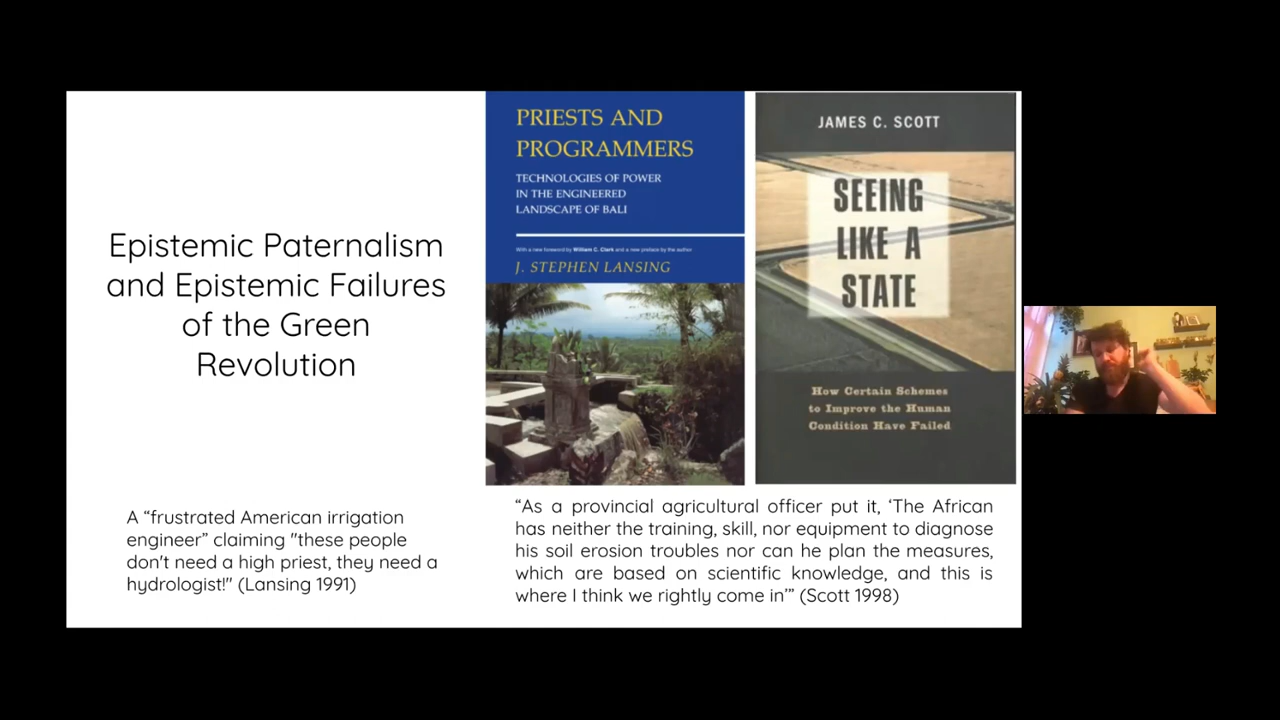 Epistemic Paternalism
and Epistemic Failures
of the Green
Revolution
PRIESTS AND
PROGRAMMERS
TECHNOLOGIES OF POWER
IN THE ENGINEERED
LANDSCAPE OF BALI
With a new foreword by William C. Clark and a new preface by the author
J. STEPHEN LANSING
JAMES C. SCOTT
SEEING
LIKE A
STATE
How Certain Schemes
to Improve the Human
Condition Have Failed
A “frustrated American irrigation
engineer” claiming "these people
don't need a high priest, they need a
hydrologist!" (Lansing 1991)
“As a provincial agricultural officer put it, ‘The African
has neither the training, skill, nor equipment to diagnose
his soil erosion troubles nor can he plan the measures,
which are based on scientific knowledge, and this is
where I think we rightly come in’” (Scott 1998)